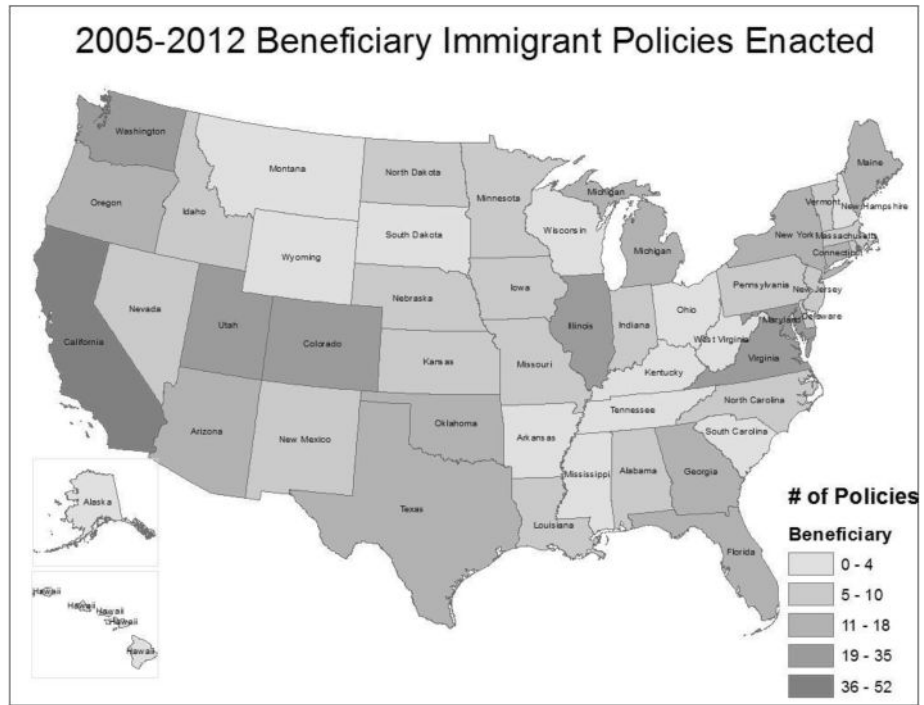 2005-2012 Beneficiary Immigrant Policies Enacted
Washington
Montana
North Dakota
Minnesota
Maine
Oregon
Idaho
Michigan
Vermont
New Hampshire
South Dakota
Wisconsin
Michigan
New York
Massachusetts
Wyoming
Connecticut
Iowa
Pennsylvania
New Jersey
Nebraska
Ohio
Nevada
Utah
Illinois
Indiana
Maryland
Delaware
California
Colorado
West Virginia
Kansas
Missouri
Virginia
Kentucky
North Carolina
Tennessee
Arizona
New Mexico
Oklahoma
Arkansas
South Carolina
Mississippi
Alabama
Georgia
Alaska
Texas
Louisiana
Florida
Hawaii
Hawaii
Hawaii
Hawaii
Hawaii
# of Policies
Beneficiary
0 - 4
5 - 10
11 - 18
19 - 35
36 - 52